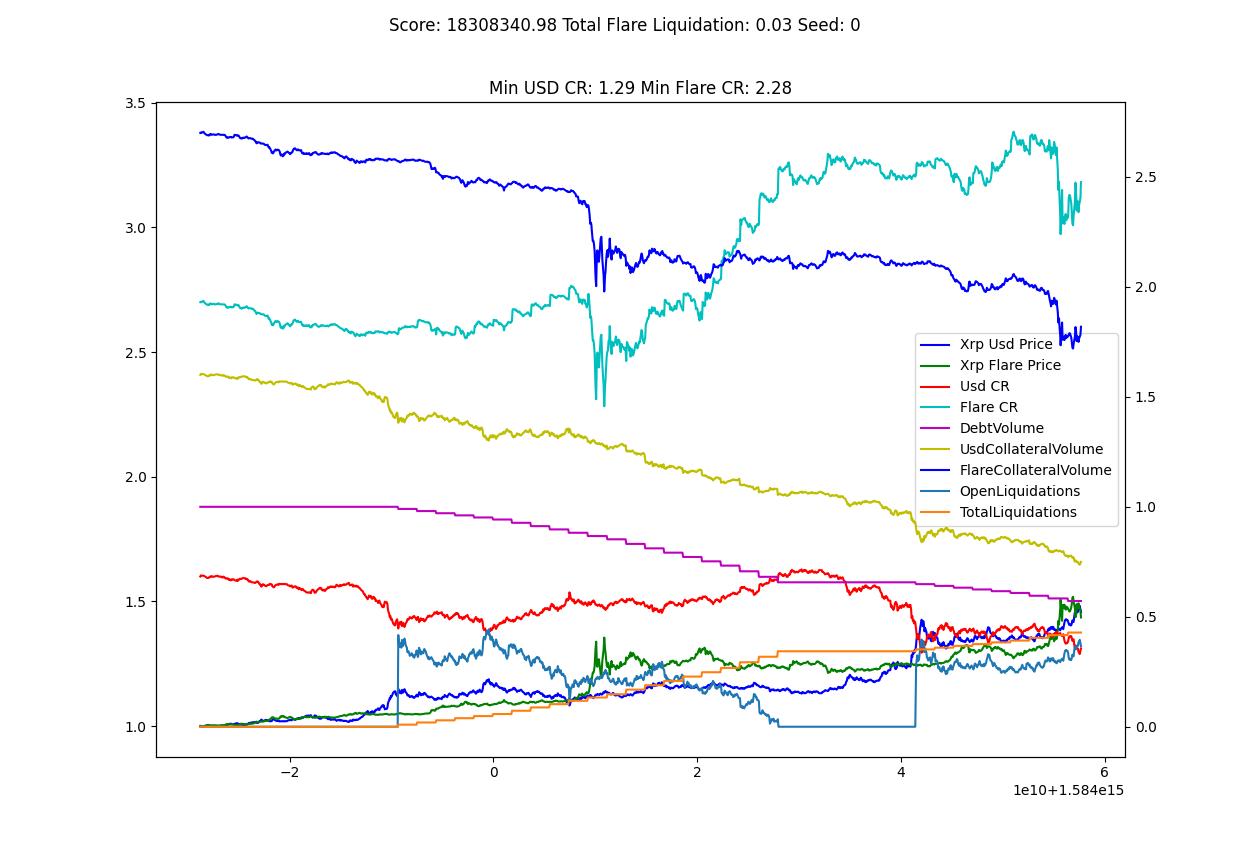 Score: 18308340.98 Total Flare Liquidation: 0.03 Seed: 0
Min USD CR: 1.29 Min Flare CR: 2.28
3.5
3.0
2.5
2.0
1.5
1.0
2.5
2.0
1.5
1.0
0.5
0.0
Xrp Usd Price
Xrp Flare Price
Usd CR
Flare CR
DebtVolume
UsdCollateralVolume
FlareCollateralVolume
OpenLiquidations
TotalLiquidations
−2 0 2 4 6
1e10+1.584e15